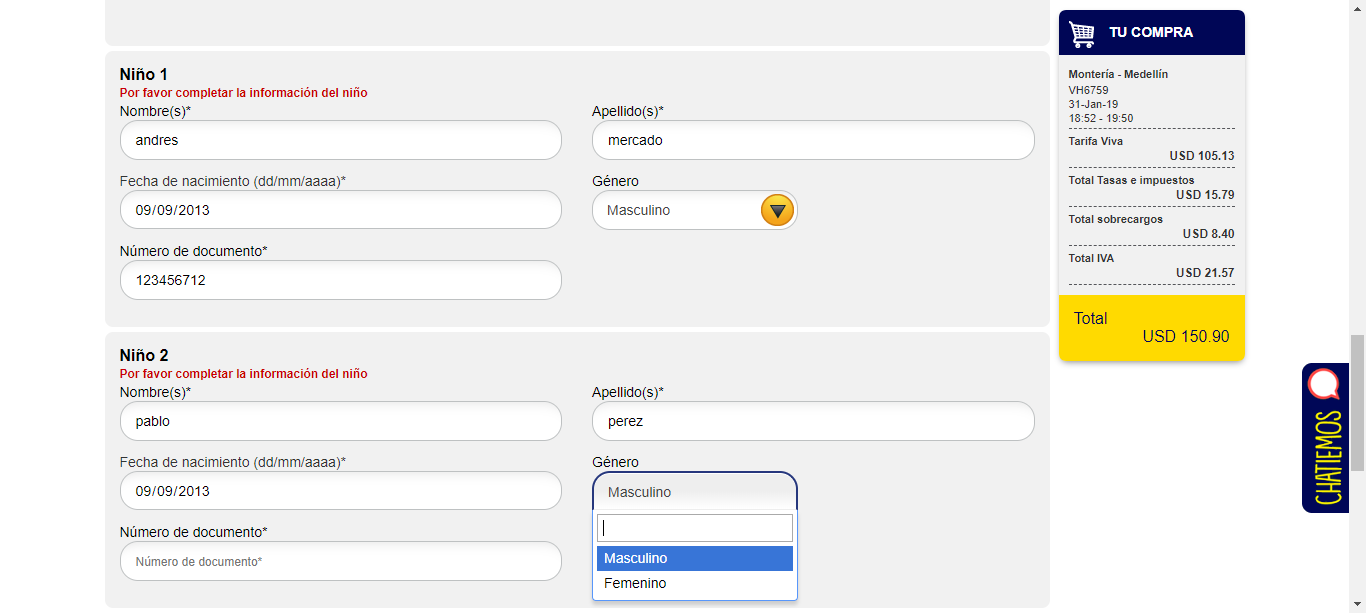 Niño 1
Por favor completar la información del niño
Nombre(s)*
Apellido(s)*
andres
mercado
Fecha de nacimiento (dd/mm/aaaa)*
Género
09/09/2013
Masculino
Número de documento*
123456712
Niño 2
Por favor completar la información del niño
Nombre(s)*
Apellido(s)*
pablo
perez
Fecha de nacimiento (dd/mm/aaaa)*
Género
09/09/2013
Masculino
Número de documento*
Número de documento*
Masculino
Femenino
TU COMPRA
Montería - Medellín
VH6759
31-Jan-19
18:52 - 19:50
Tarifa Viva
USD 105.13
Total Tasas e impuestos
USD 15.79
Total sobrecargos
USD 8.40
Total IVA
USD 21.57
Total
USD 150.90
CHATIEMOS